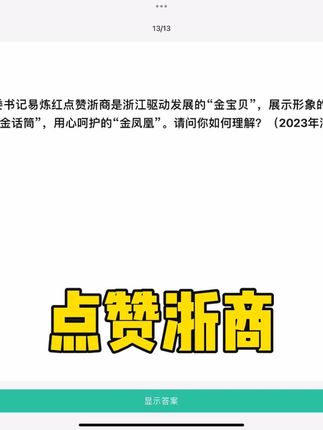 13/13
委书记易炼红点赞浙商是浙江驱动发展的“金宝贝”，展示形象的
金话筒”，用心呵护的“金凤凰”。请问你如何理解？（2023年
点赞浙商
显示答案